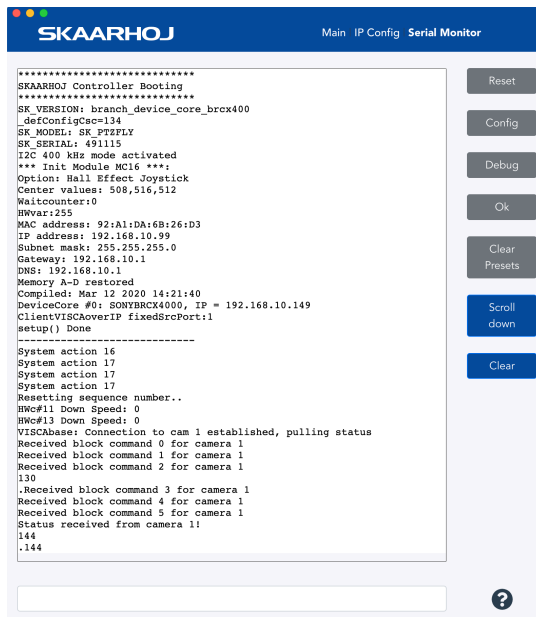 SKAARHOJ
Main IP Config Serial Monitor
*****************************
SKAARHOJ Controller Booting
*****************************
SK_VERSION: branch_device_core_brcx400
_defConfigCsc=134
SK_MODEL: SK_PTZFLY
SK_SERIAL: 491115
I2C 400 kHz mode activated
*** Init Module MC16 ***:
Option: Hall Effect Joystick
Center values: 508,516,512
Waitcounter:0
HWvar:255
MAC address: 92:A1:DA:6B:26:D3
IP address: 192.168.10.99
Subnet mask: 255.255.255.0
Gateway: 192.168.10.1
DNS: 192.168.10.1
Memory A-D restored
Compiled: Mar 12 2020 14:21:40
DeviceCore #0: SONYBRCX4000, IP = 192.168.10.149
ClientVISCAoverIP fixedSrcPort:1
setup() Done
-----------------------------
System action 16
System action 17
System action 17
System action 17
Resetting sequence number..
HWc#11 Down Speed: 0
HWc#13 Down Speed: 0
VISCAbase: Connection to cam 1 established, pulling status
Received block command 0 for camera 1
Received block command 1 for camera 1
Received block command 2 for camera 1
130
.Received block command 3 for camera 1
Received block command 4 for camera 1
Received block command 5 for camera 1
Status received from camera 1!
144
.144
Reset
Config
Debug
Ok
Clear
Presets
Scroll
down
Clear
?